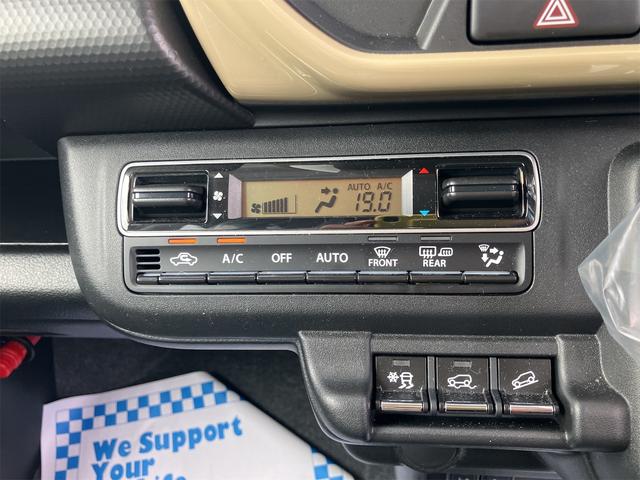 AUTO A/C
19.0
A/C OFF AUTO FRONT REAR
We Support
Your